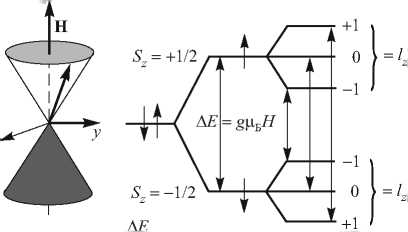 H
y
S_z = +1/2
+1
0
−1
= l_z
ΔE = gμ_БH
S_z = −1/2
−1
0
+1
= l_z
ΔE